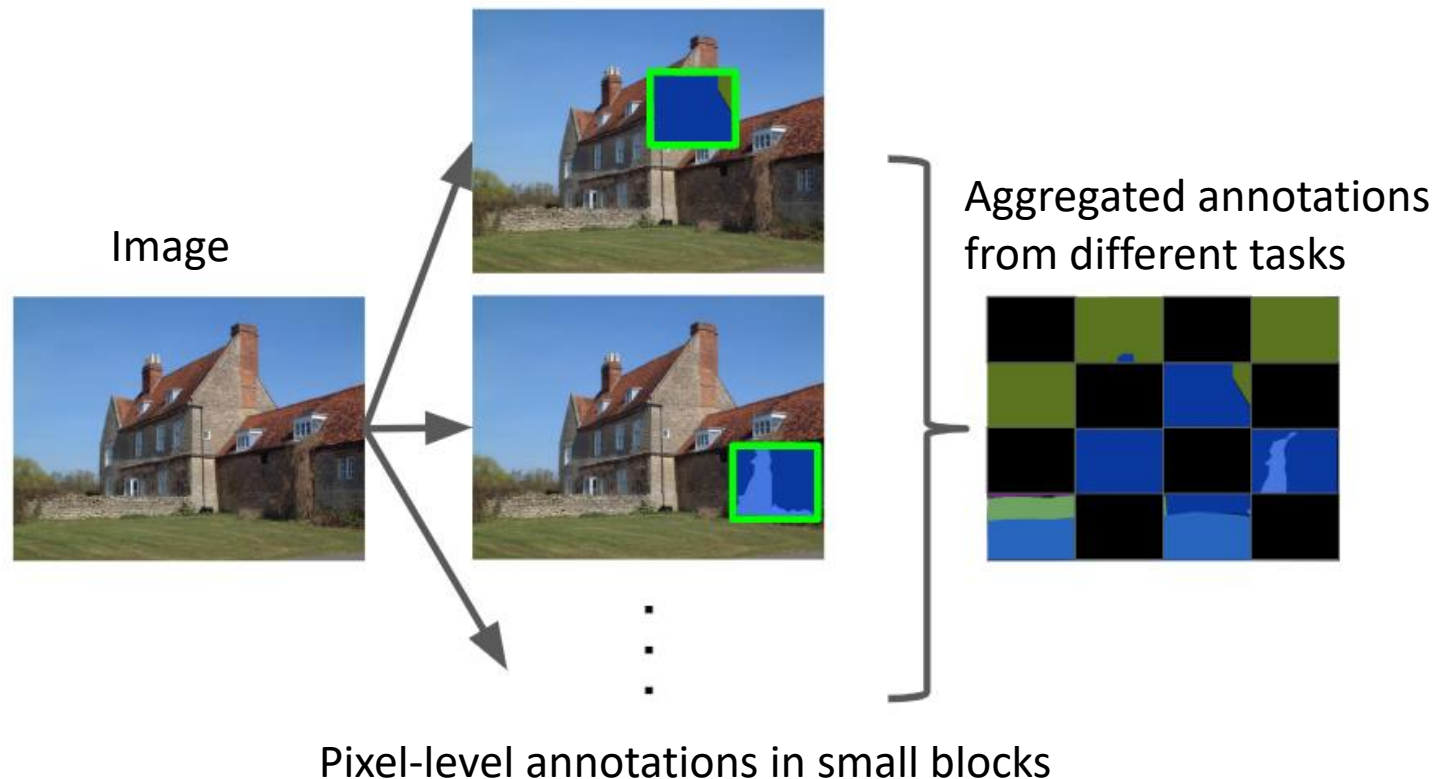 Image
Aggregated annotations
from different tasks
Pixel-level annotations in small blocks